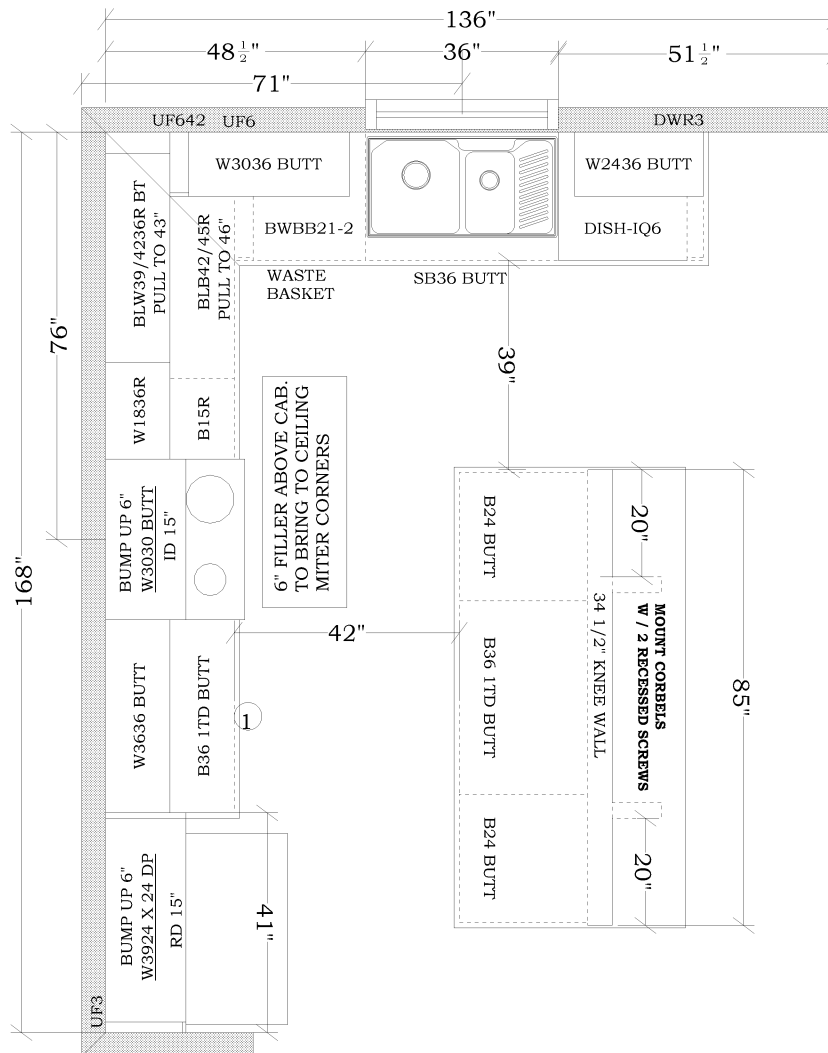 136"
48 1/2"
36"
51 1/2"
71"
UF642
UF6
DWR3
W3036 BUTT
W2436 BUTT
BWBB21-2
DISH-IQ6
WASTE
BASKET
SB36 BUTT
BLW39/4236R BT
PULL TO 43"
BLB42/45R
PULL TO 46"
76"
39"
W1836R
B15R
6" FILLER ABOVE CAB.
TO BRING TO CEILING
MITER CORNERS
BUMP UP 6"
W3030 BUTT
ID 15"
168"
42"
B24 BUTT
20"
34 1/2" KNEE WALL
MOUNT CORBELS
W / 2 RECESSED SCREWS
85"
B36 1TD BUTT
W3636 BUTT
B36 1TD BUTT
1
B24 BUTT
20"
BUMP UP 6"
W3924 X 24 DP
RD 15"
41"
UF3